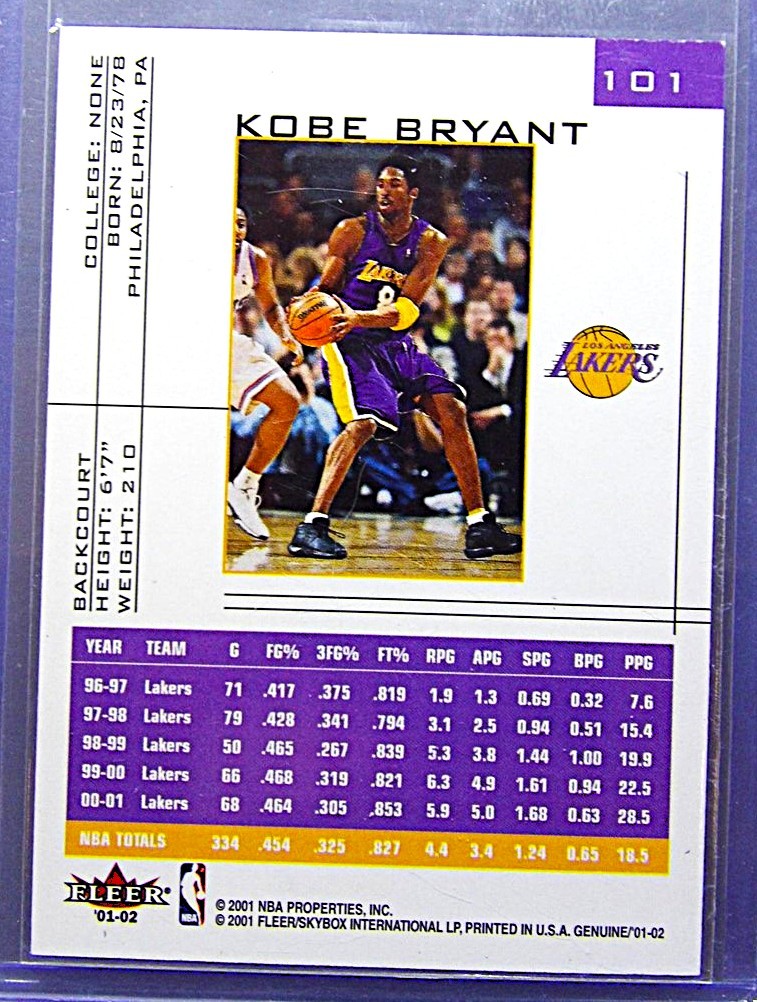 101
KOBE BRYANT
COLLEGE: NONE
BORN: 8/23/78
PHILADELPHIA, PA
BACKCOURT
HEIGHT: 6'7"
WEIGHT: 210
LAKERS
8
LOS ANGELES
LAKERS
YEAR TEAM G FG% 3FG% FT% RPG APG SPG BPG PPG
96-97 Lakers 71 .417 .375 .819 1.9 1.3 0.69 0.32 7.6
97-98 Lakers 79 .428 .341 .794 3.1 2.5 0.94 0.51 15.4
98-99 Lakers 50 .465 .267 .839 5.3 3.8 1.44 1.00 19.9
99-00 Lakers 66 .468 .319 .821 6.3 4.9 1.61 0.94 22.5
00-01 Lakers 68 .464 .305 .853 5.9 5.0 1.68 0.63 28.5
NBA TOTALS 334 .454 .325 .827 4.4 3.4 1.24 0.65 18.5
FLEER®
'01-02
NBA
© 2001 NBA PROPERTIES, INC.
© 2001 FLEER/SKYBOX INTERNATIONAL LP, PRINTED IN U.S.A. GENUINE/'01-02